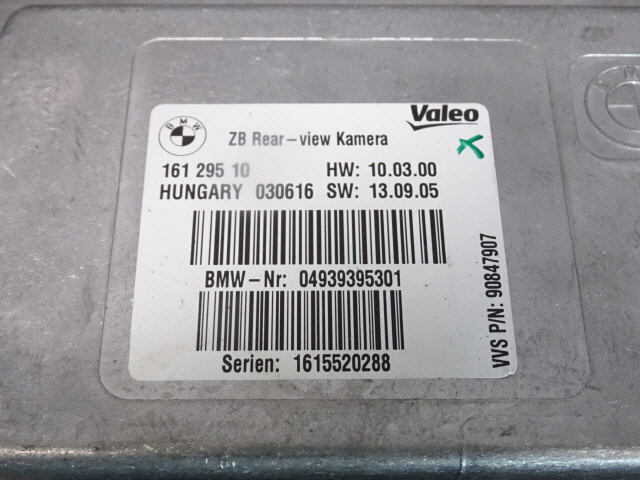 BMW
Valeo
ZB Rear-view Kamera
161 295 10 HW: 10.03.00
HUNGARY 030616 SW: 13.09.05
BMW-Nr: 04939395301
Serien: 1615520288
VVS P/N: 90847907
BMW